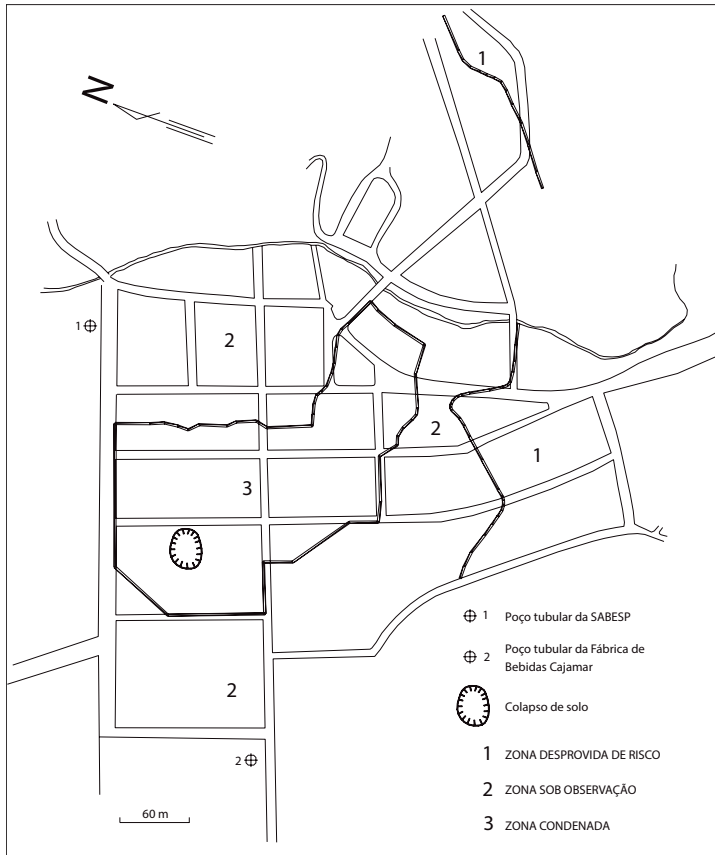 1
N
1
2
2
1
3
2
2
60 m
1 Poço tubular da SABESP
2 Poço tubular da Fábrica de
Bebidas Cajamar
Colapso de solo
1 ZONA DESPROVIDA DE RISCO
2 ZONA SOB OBSERVAÇÃO
3 ZONA CONDENADA